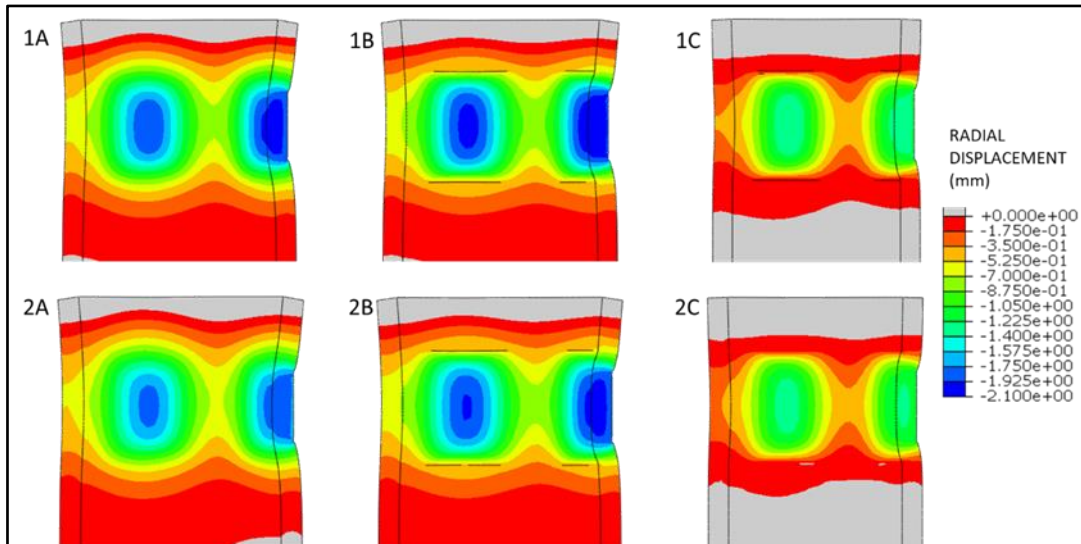 1A
1B
1C
RADIAL
DISPLACEMENT
(mm)
+0.000e+00
-1.750e-01
-3.500e-01
-5.250e-01
-7.000e-01
-8.750e-01
-1.050e+00
-1.225e+00
-1.400e+00
-1.575e+00
-1.750e+00
-1.925e+00
-2.100e+00
2A
2B
2C